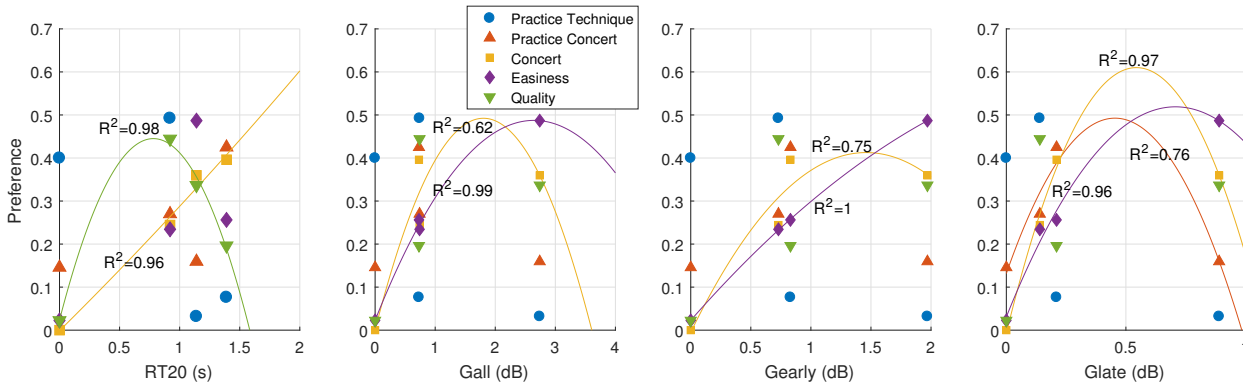 Preference
0.7
0.6
0.5
0.4
0.3
0.2
0.1
0
R²=0.98
R²=0.96
0 0.5 1 1.5 2
RT20 (s)
0.7
0.6
0.5
0.4
0.3
0.2
0.1
0
R²=0.62
R²=0.99
0 1 2 3 4
Gall (dB)
Practice Technique
Practice Concert
Concert
Easiness
Quality
0.7
0.6
0.5
0.4
0.3
0.2
0.1
0
R²=0.75
R²=1
0 0.5 1 1.5 2
Gearly (dB)
0.7
0.6
0.5
0.4
0.3
0.2
0.1
0
R²=0.97
R²=0.76
R²=0.96
0 0.5 1
Glate (dB)